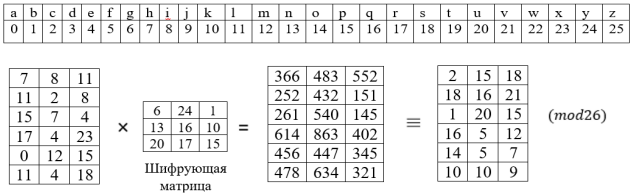 a b c d e f g h i j k l m n o p q r s t u v w x y z
0 1 2 3 4 5 6 7 8 9 10 11 12 13 14 15 16 17 18 19 20 21 22 23 24 25
7 8 11 366 483 552 2 15 18
11 2 8 252 432 151 18 16 21
15 7 4 6 24 1 261 540 145 1 20 15
× 13 16 10 = ≡ (mod26)
17 4 23 20 17 15 614 863 402 16 5 12
0 12 15 456 447 345 14 5 7
11 4 18 478 634 321 10 10 9
Шифрующая
матрица